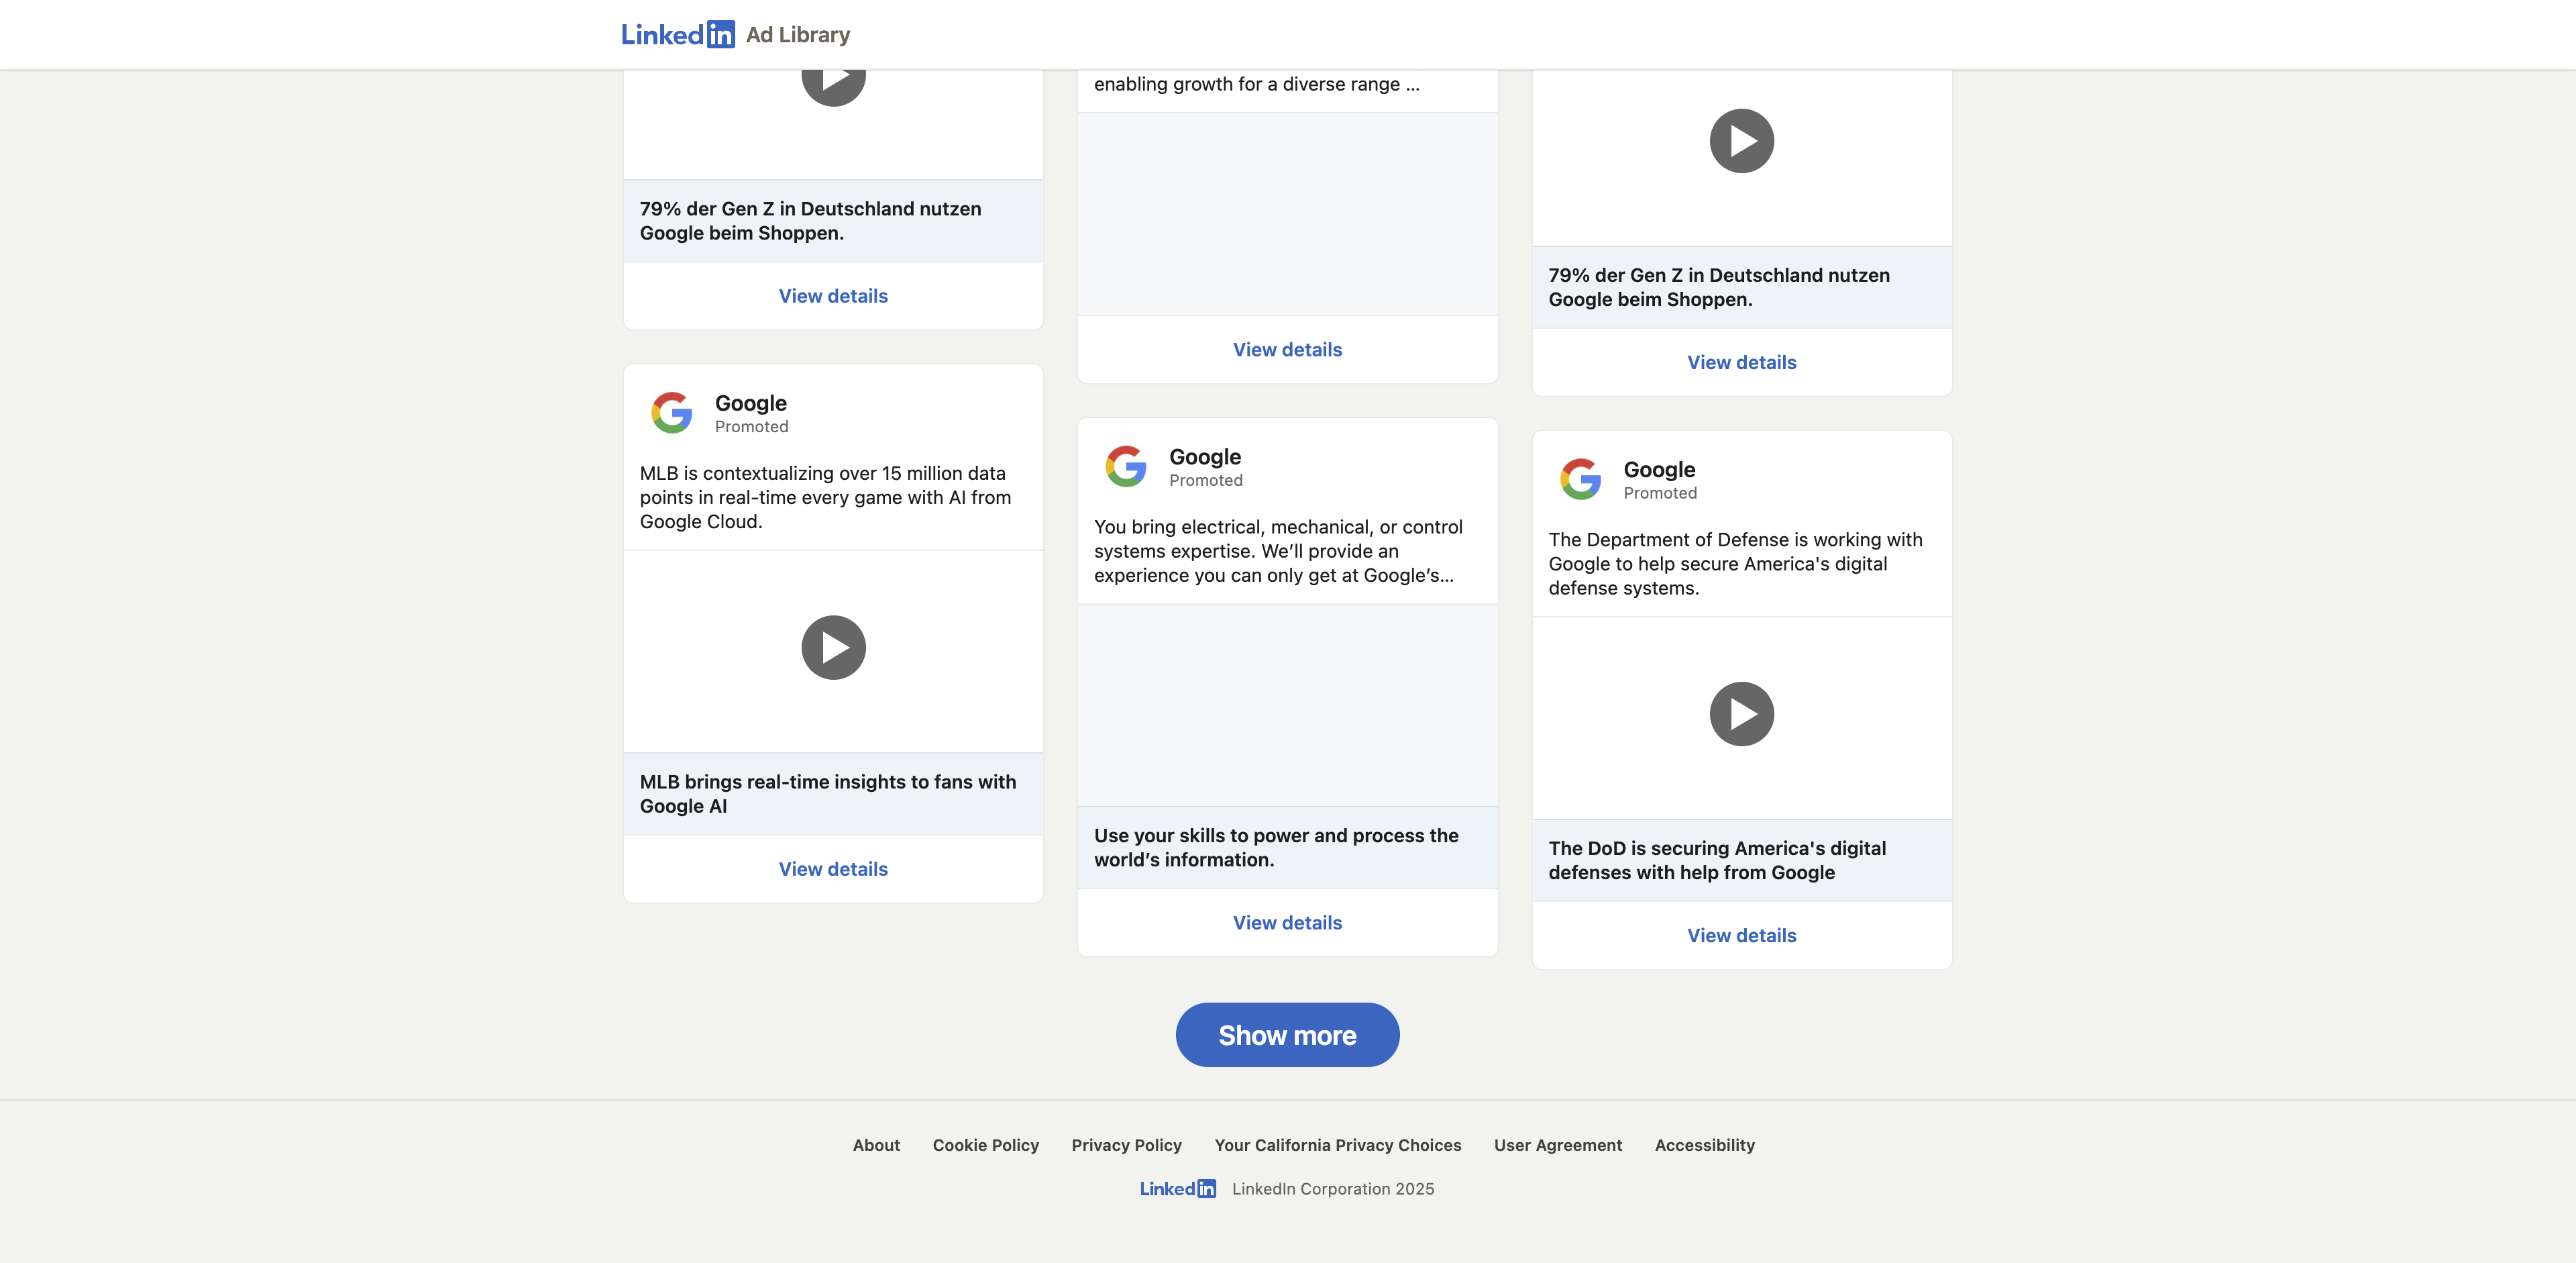 LinkedIn Ad Library
79% der Gen Z in Deutschland nutzen
Google beim Shoppen.
View details
Google
Promoted
MLB is contextualizing over 15 million data
points in real-time every game with AI from
Google Cloud.
MLB brings real-time insights to fans with
Google AI
View details
enabling growth for a diverse range ...
View details
Google
Promoted
You bring electrical, mechanical, or control
systems expertise. We’ll provide an
experience you can only get at Google’s...
Use your skills to power and process the
world’s information.
View details
79% der Gen Z in Deutschland nutzen
Google beim Shoppen.
View details
Google
Promoted
The Department of Defense is working with
Google to help secure America's digital
defense systems.
The DoD is securing America's digital
defenses with help from Google
View details
Show more
About Cookie Policy Privacy Policy Your California Privacy Choices User Agreement Accessibility
LinkedIn LinkedIn Corporation 2025